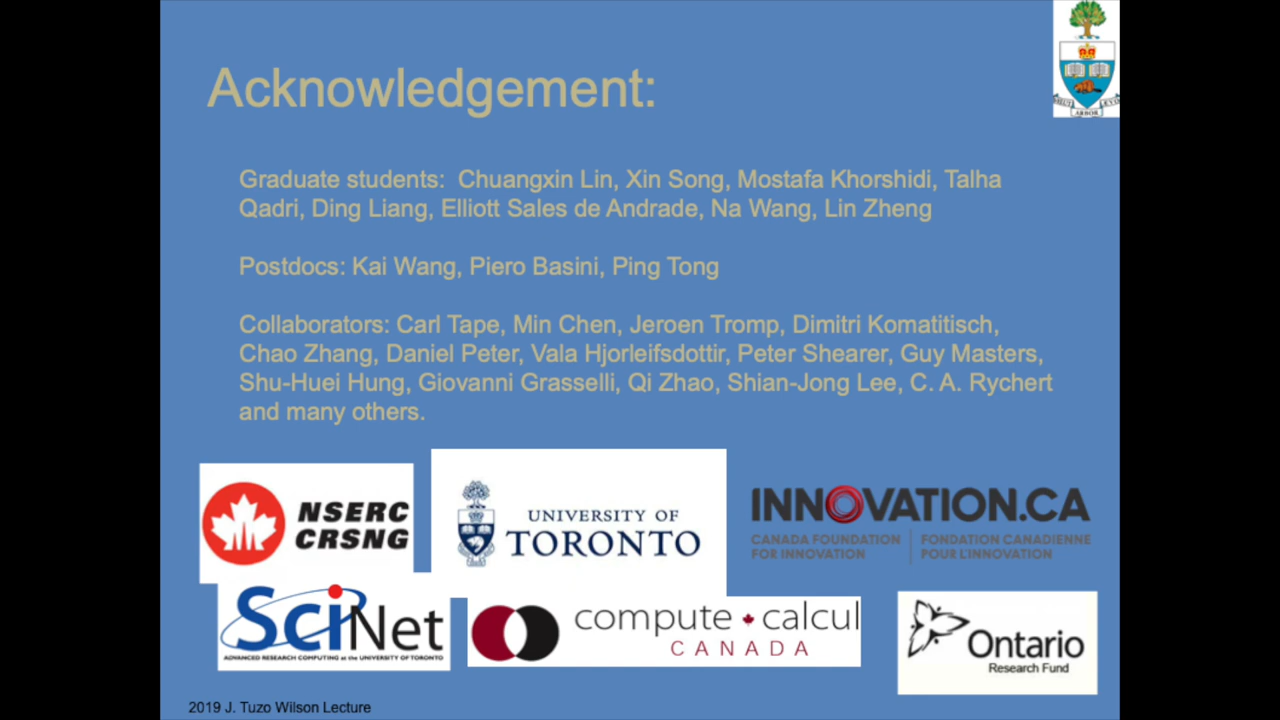 Acknowledgement:
Graduate students:  Chuangxin Lin, Xin Song, Mostafa Khorshidi, Talha
Qadri, Ding Liang, Elliott Sales de Andrade, Na Wang, Lin Zheng
Postdocs: Kai Wang, Piero Basini, Ping Tong
Collaborators: Carl Tape, Min Chen, Jeroen Tromp, Dimitri Komatitisch,
Chao Zhang, Daniel Peter, Vala Hjorleifsdottir, Peter Shearer, Guy Masters,
Shu-Huei Hung, Giovanni Grasselli, Qi Zhao, Shian-Jong Lee, C. A. Rychert
and many others.
NSERC
CRSNG
UNIVERSITY OF
TORONTO
INNOVATION.CA
CANADA FOUNDATION
FOR INNOVATION
FONDATION CANADIENNE
POUR L'INNOVATION
SciNet
ADVANCED RESEARCH COMPUTING at the UNIVERSITY OF TORONTO
compute calcul
CANADA
Ontario
Research Fund
2019 J. Tuzo Wilson Lecture